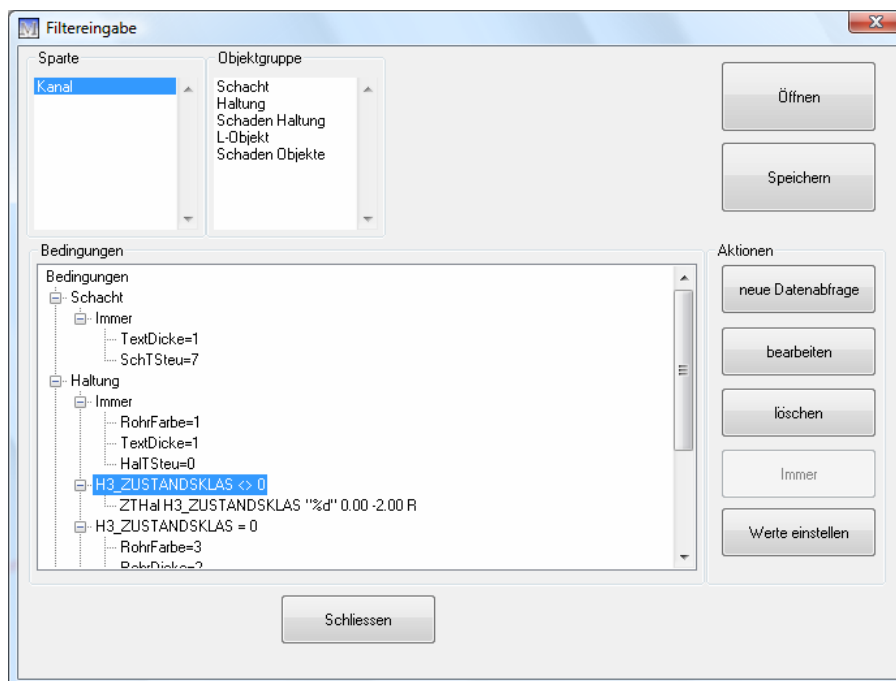 Filtereingabe
Sparte
Kanal
Objektgruppe
Schacht
Haltung
Schaden Haltung
L-Objekt
Schaden Objekte
Öffnen
Speichern
Bedingungen
Bedingungen
Schacht
Immer
TextDicke=1
SchTSteu=7
Haltung
Immer
RohrFarbe=1
TextDicke=1
HalTSteu=0
H3_ZUSTANDSKLAS <> 0
ZTHal H3_ZUSTANDSKLAS "%d" 0.00 -2.00 R
H3_ZUSTANDSKLAS = 0
RohrFarbe=3
RohrDicke=2
Aktionen
neue Datenabfrage
bearbeiten
löschen
Immer
Werte einstellen
Schliessen